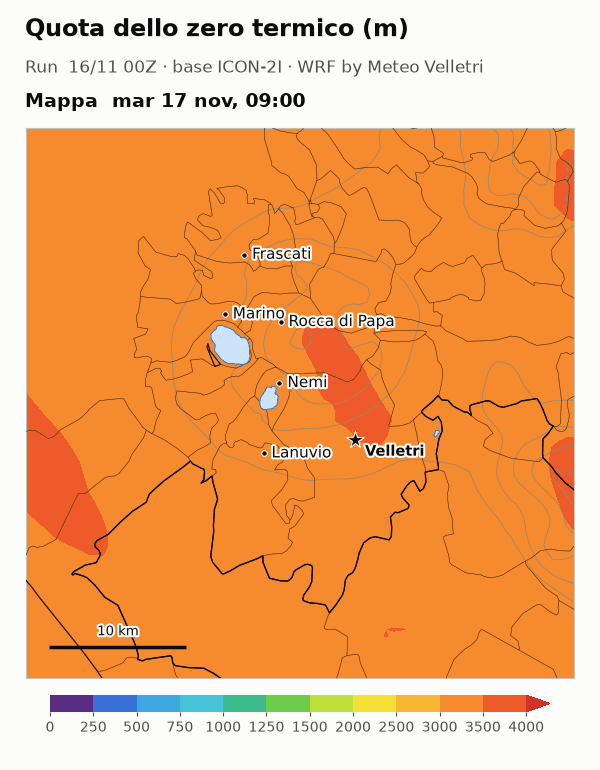 Quota dello zero termico (m)
Run  16/11 00Z · base ICON-2I · WRF by Meteo Velletri
Mappa  mar 17 nov, 09:00
Frascati
Marino
Rocca di Papa
Nemi
Velletri
Lanuvio
10 km
0 250 500 750 1000 1250 1500 2000 2500 3000 3500 4000